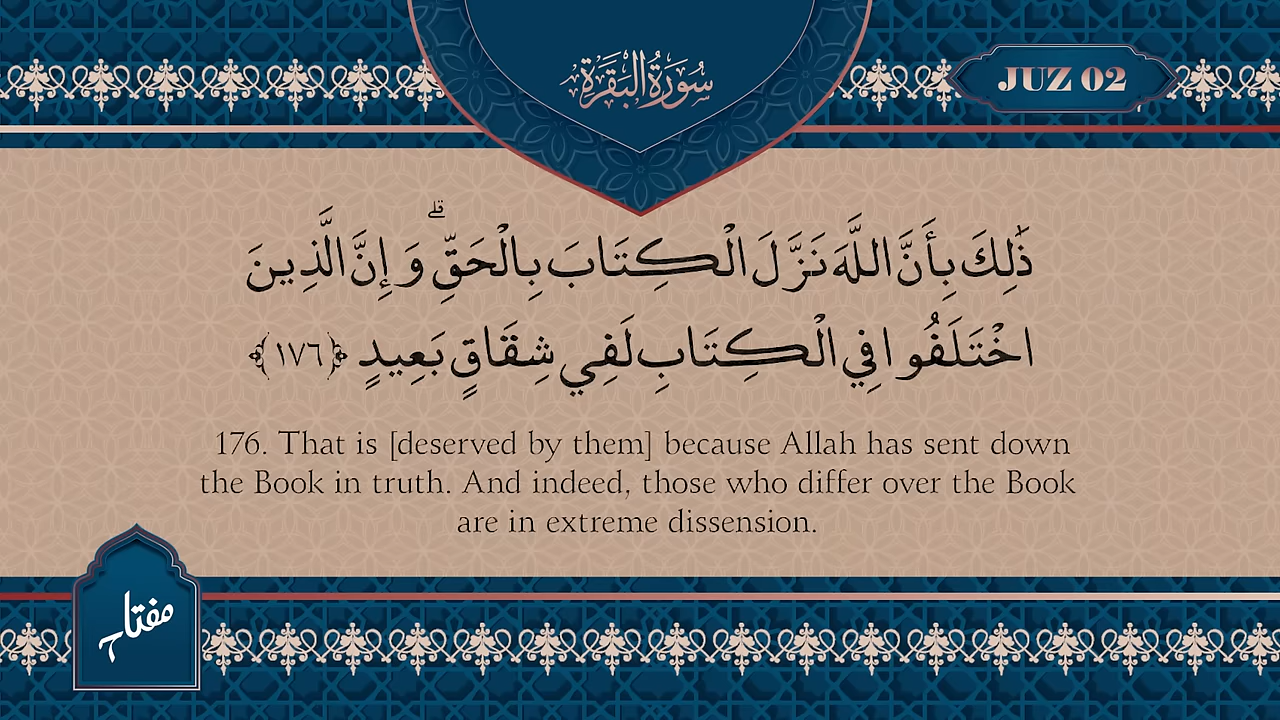 سُورَةُ البَقَرَةِ
JUZ 02
ذَٰلِكَ بِأَنَّ اللَّهَ نَزَّلَ الْكِتَابَ بِالْحَقِّ ۗ وَإِنَّ الَّذِينَ
اخْتَلَفُوا فِي الْكِتَابِ لَفِي شِقَاقٍ بَعِيدٍ ﴿١٧٦﴾
176. That is [deserved by them] because Allah has sent down
the Book in truth. And indeed, those who differ over the Book
are in extreme dissension.
مفتاح